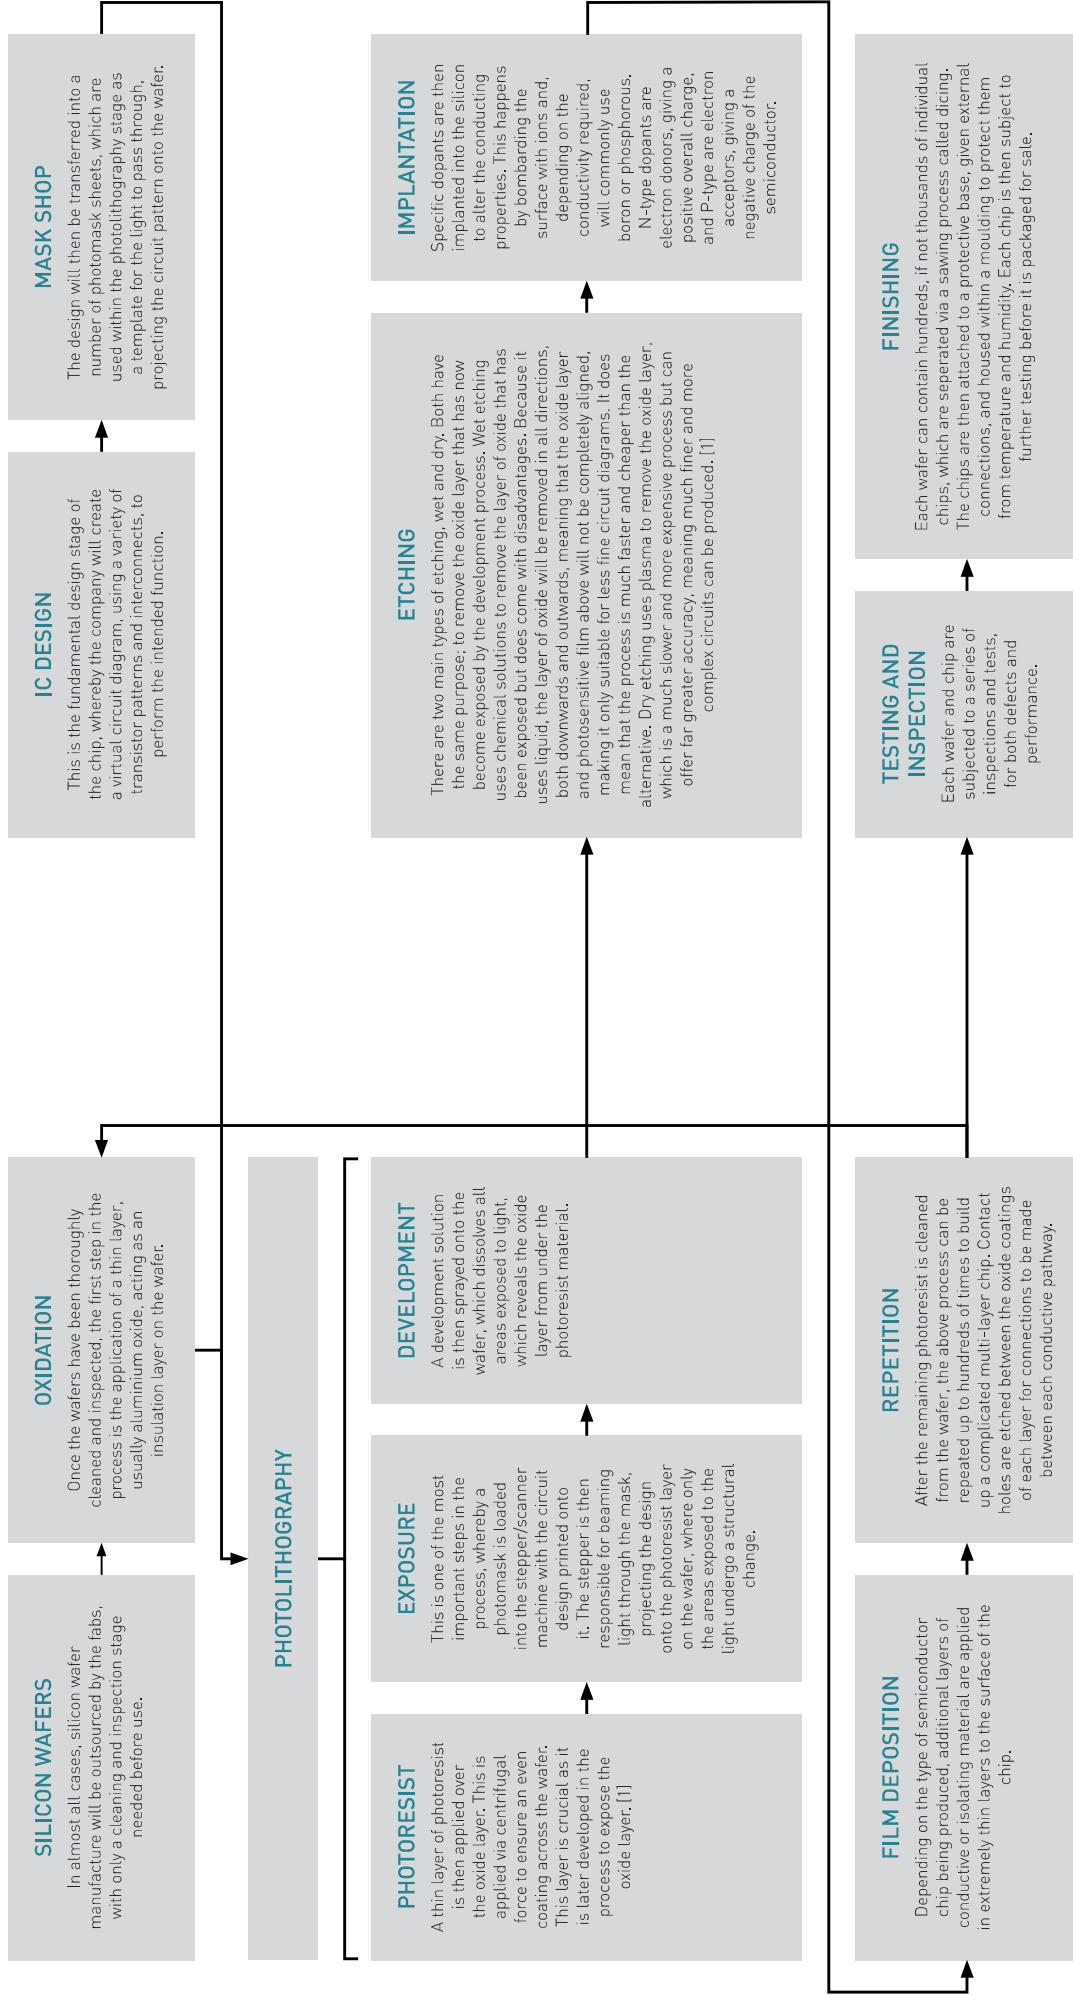 SILICON WAFERS
In almost all cases, silicon wafer
manufacture will be outsourced by the fabs,
with only a cleaning and inspection stage
needed before use.
OXIDATION
Once the wafers have been thoroughly
cleaned and inspected, the first step in the
process is the application of a thin layer,
usually aluminium oxide, acting as an
insulation layer on the wafer.
IC DESIGN
This is the fundamental design stage of
the chip, whereby the company will create
a virtual circuit diagram, using a variety of
transistor patterns and interconnects, to
perform the intended function.
MASK SHOP
The design will then be transferred into a
number of photomask sheets, which are
used within the photolithography stage as
a template for the light to pass through,
projecting the circuit pattern onto the wafer.
PHOTOLITHOGRAPHY
PHOTORESIST
A thin layer of photoresist
is then applied over
the oxide layer. This is
applied via centrifugal
force to ensure an even
coating across the wafer.
This layer is crucial as it
is later developed in the
process to expose the
oxide layer. [1]
EXPOSURE
This is one of the most
important steps in the
process, whereby a
photomask is loaded
into the stepper/scanner
machine with the circuit
design printed onto
it. The stepper is then
responsible for beaming
light through the mask,
projecting the design
onto the photoresist layer
on the wafer, where only
the areas exposed to the
light undergo a structural
change.
DEVELOPMENT
A development solution
is then sprayed onto the
wafer, which dissolves all
areas exposed to light,
which reveals the oxide
layer from under the
photoresist material.
ETCHING
There are two main types of etching, wet and dry. Both have
the same purpose; to remove the oxide layer that has now
become exposed by the development process. Wet etching
uses chemical solutions to remove the layer of oxide that has
been exposed but does come with disadvantages. Because it
uses liquid, the layer of oxide will be removed in all directions,
both downwards and outwards, meaning that the oxide layer
and photosensitive film above will not be completely aligned,
making it only suitable for less fine circuit diagrams. It does
mean that the process is much faster and cheaper than the
alternative. Dry etching uses plasma to remove the oxide layer,
which is a much slower and more expensive process but can
offer far greater accuracy, meaning much finer and more
complex circuits can be produced. [1]
IMPLANTATION
Specific dopants are then
implanted into the silicon
to alter the conducting
properties. This happens
by bombarding the
surface with ions and,
depending on the
conductivity required,
will commonly use
boron or phosphorous.
N-type dopants are
electron donors, giving a
positive overall charge,
and P-type are electron
acceptors, giving a
negative charge of the
semiconductor.
FILM DEPOSITION
Depending on the type of semiconductor
chip being produced, additional layers of
conductive or isolating material are applied
in extremely thin layers to the surface of the
chip.
REPETITION
After the remaining photoresist is cleaned
from the wafer, the above process can be
repeated up to hundreds of times to build
up a complicated multi-layer chip. Contact
holes are etched between the oxide coatings
of each layer for connections to be made
between each conductive pathway.
TESTING AND
INSPECTION
Each wafer and chip are
subjected to a series of
inspections and tests,
for both defects and
performance.
FINISHING
Each wafer can contain hundreds, if not thousands of individual
chips, which are seperated via a sawing process called dicing.
The chips are then attached to a protective base, given external
connections, and housed within a moulding to protect them
from temperature and humidity. Each chip is then subject to
further testing before it is packaged for sale.